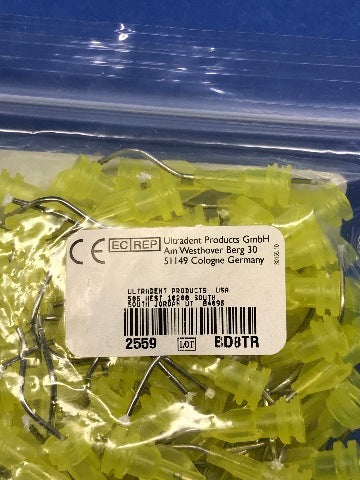 CE EC REP Ultradent Products GmbH
Am Westhover Berg 30
51149 Cologne Germany
ULTRADENT PRODUCTS USA
505 WEST 10200 SOUTH
SOUTH JORDAN UT 84095
2559 LOT BD8TR